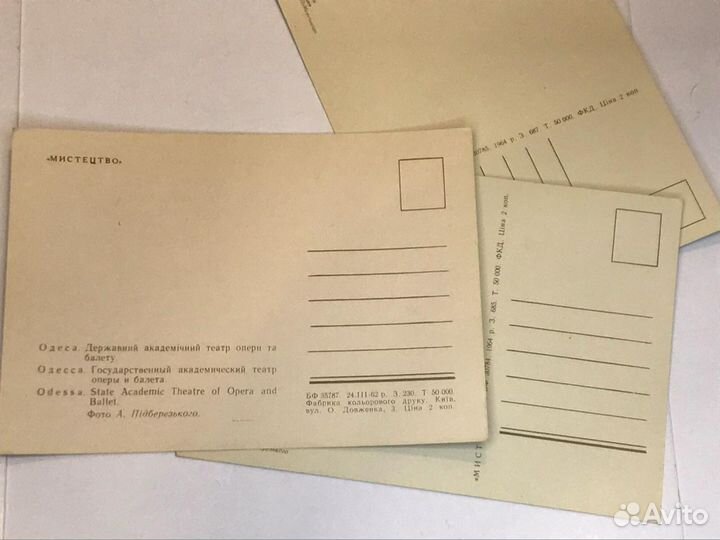 «МИСТЕЦТВО»
Одеса. Державний академічний театр опери та
балету.
Одесса. Государственный академический театр
оперы и балета
Odessa. State Academic Theatre of Opera and
Ballet.
Фото А. Підберезького.
БФ 35787. 24.111-62 р. З. 230. Т 50 000.
Фабрика кольорового друку. Київ,
вул. О. Довженка, 3. Ціна 2 коп.
1964 р. З. 687. Т. 50 000. ФКД. Ціна 2 коп.
БФ 30784. 1964 р. З. 685. Т. 50 000. ФКД. Ціна 2 коп.
«МИСТ
Avito